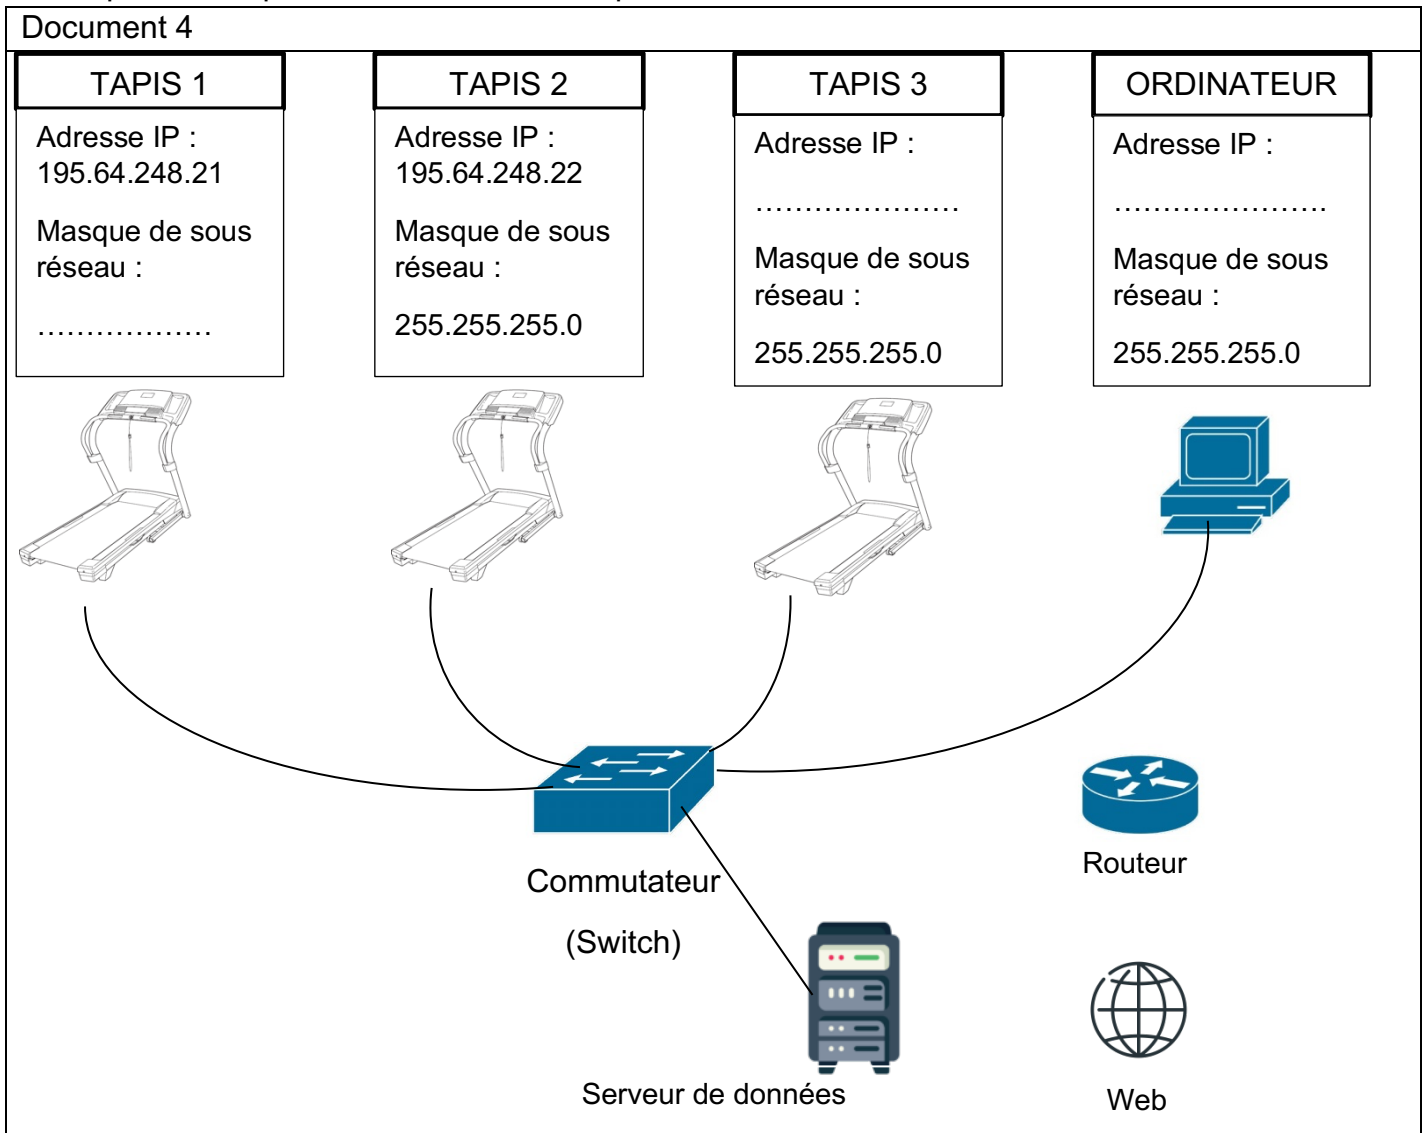 Document 4
TAPIS 1
Adresse IP :
195.64.248.21
Masque de sous
réseau :
………………
TAPIS 2
Adresse IP :
195.64.248.22
Masque de sous
réseau :
255.255.255.0
TAPIS 3
Adresse IP :
…………………
Masque de sous
réseau :
255.255.255.0
ORDINATEUR
Adresse IP :
………………….
Masque de sous
réseau :
255.255.255.0
Commutateur
(Switch)
Routeur
Serveur de données
Web